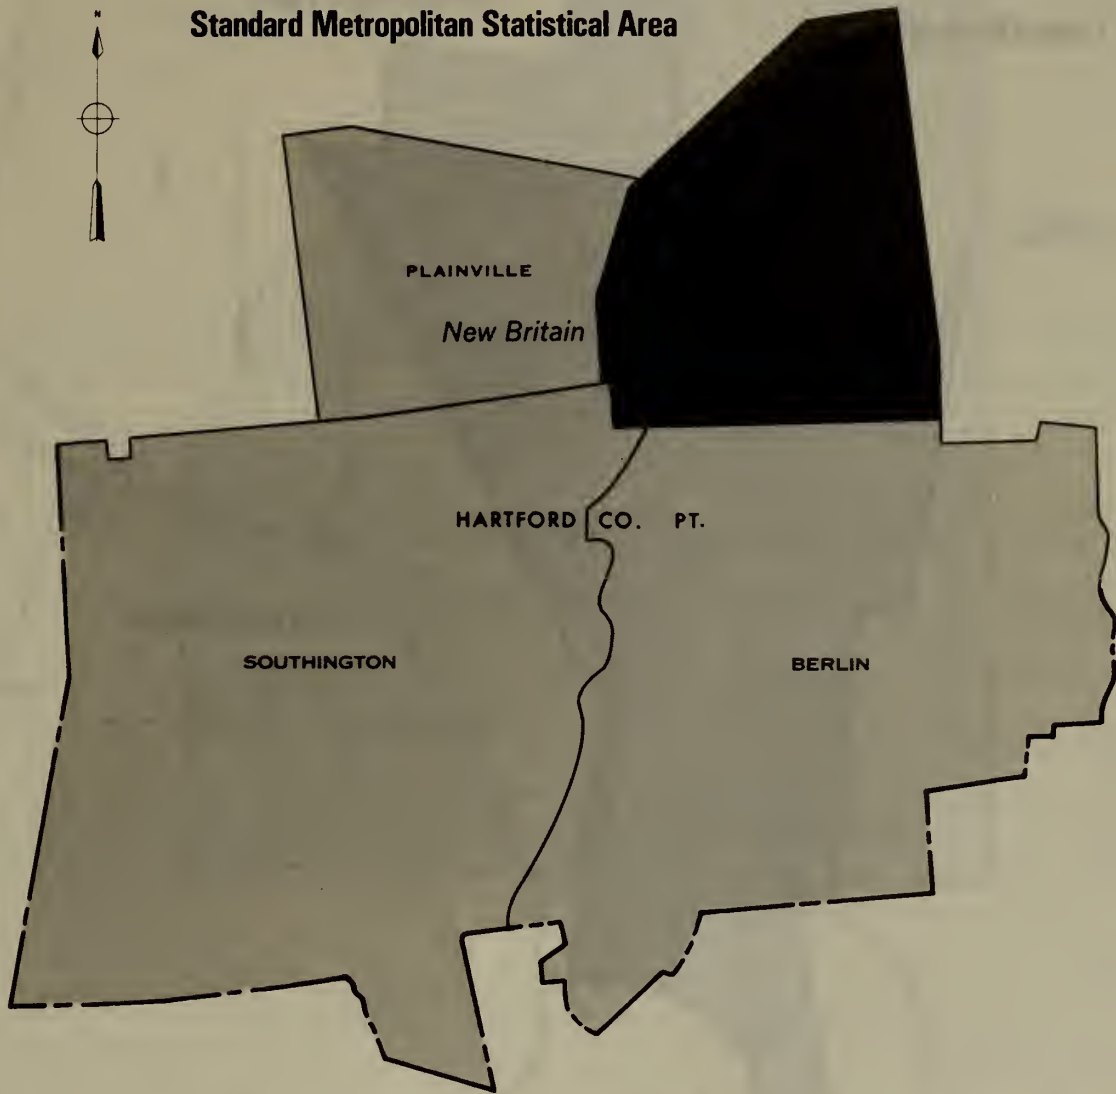 N
Standard Metropolitan Statistical Area
PLAINVILLE
New Britain
HARTFORD CO. PT.
SOUTHINGTON
BERLIN